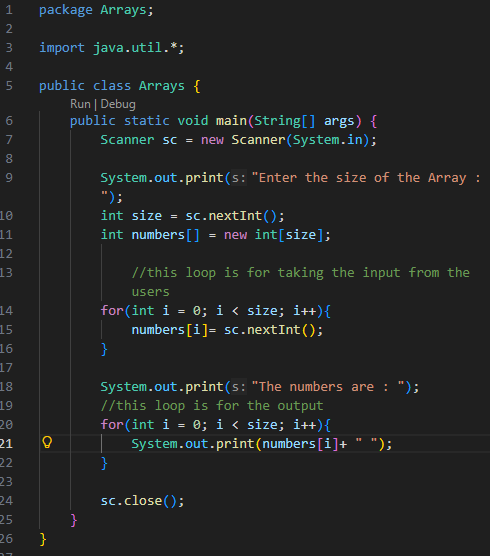 1 package Arrays;
2
3 import java.util.*;
4
5 public class Arrays {
Run | Debug
6 public static void main(String[] args) {
7 Scanner sc = new Scanner(System.in);
8
9 System.out.print(s: "Enter the size of the Array :
");
10 int size = sc.nextInt();
11 int numbers[] = new int[size];
12
13 //this loop is for taking the input from the
users
14 for(int i = 0; i < size; i++){
15 numbers[i]= sc.nextInt();
16 }
17
18 System.out.print(s: "The numbers are : ");
19 //this loop is for the output
20 for(int i = 0; i < size; i++){
21 System.out.print(numbers[i]+ " ");
22 }
23
24 sc.close();
25 }
26 }
27